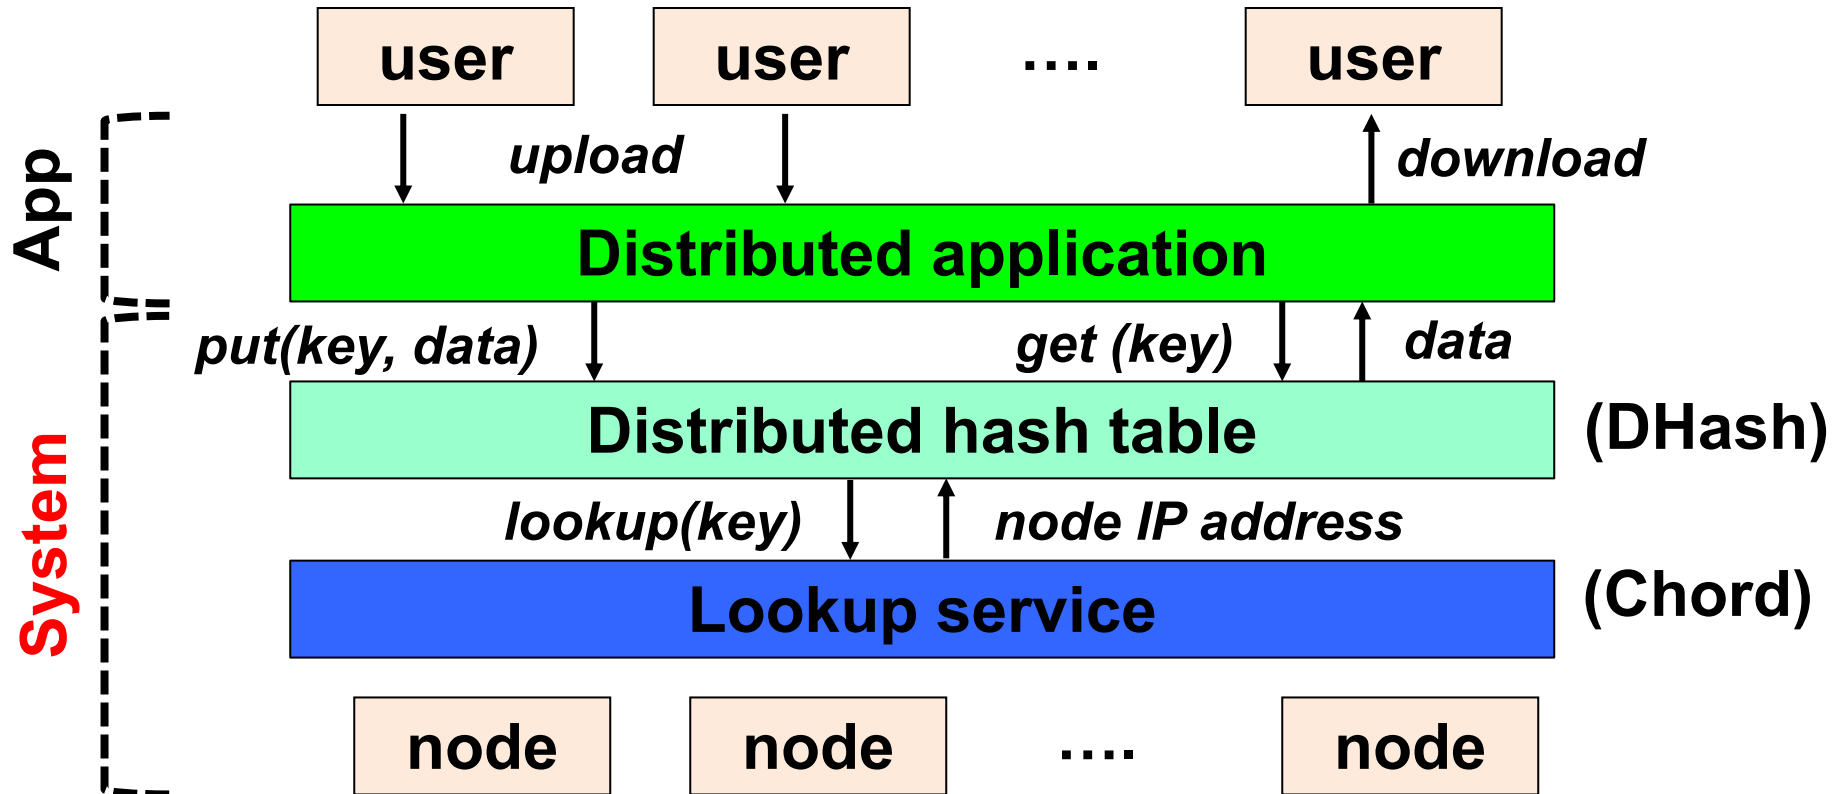 user user .... user
App
upload
download
Distributed application
put(key, data)
get (key)
data
System
Distributed hash table
(DHash)
lookup(key)
node IP address
Lookup service
(Chord)
node node .... node